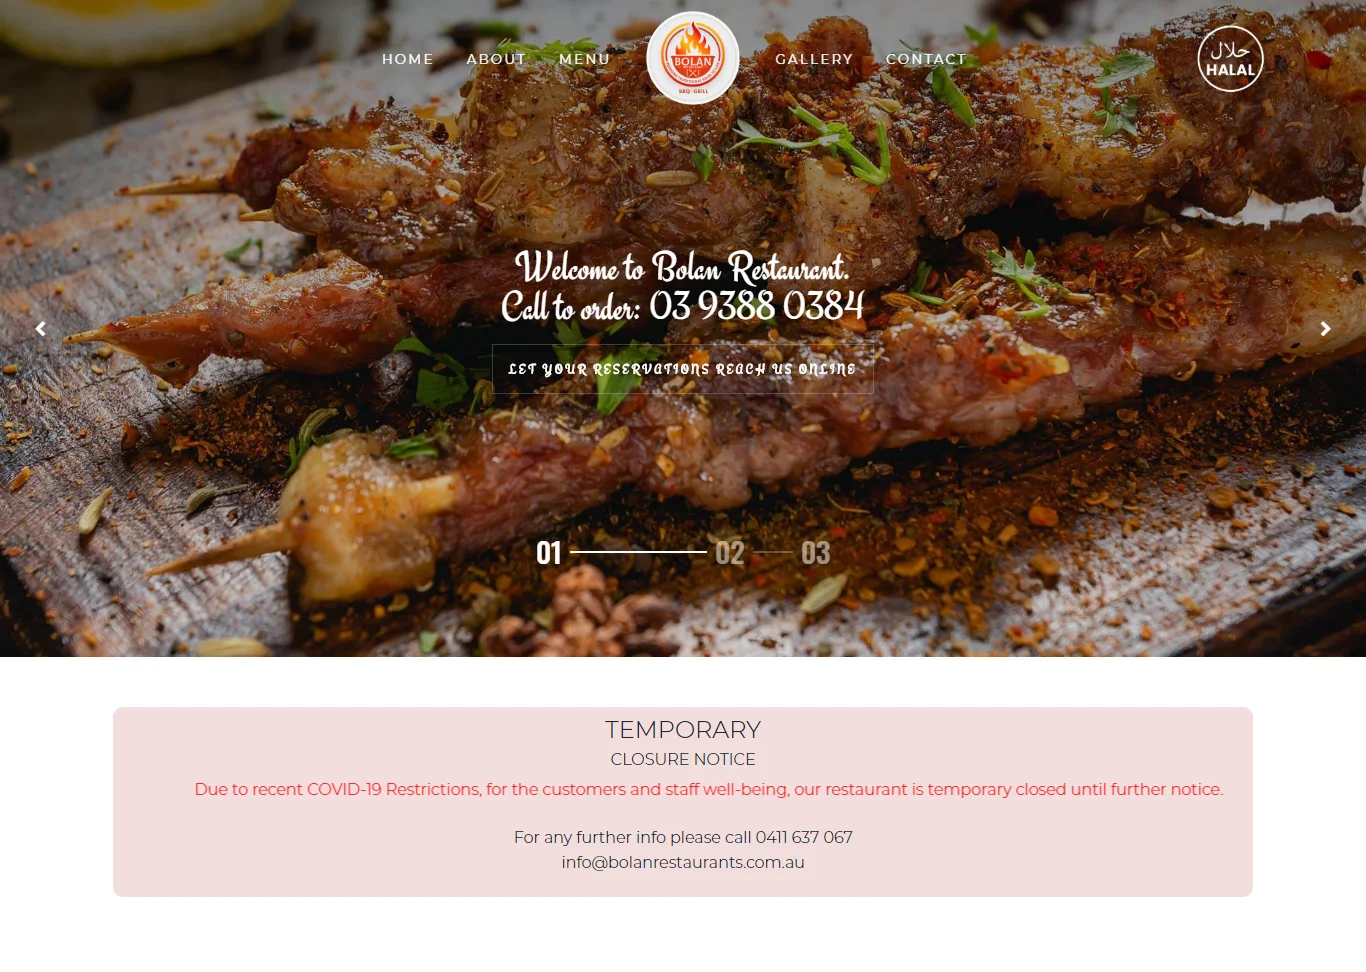 HOME ABOUT MENU GALLERY CONTACT
BOLAN
BBQ - GRILL
حلال
HALAL
Welcome to Bolan Restaurant.
Call to order: 03 9388 0384
LET YOUR RESERVATIONS REACH US ONLINE
01 02 03
TEMPORARY
CLOSURE NOTICE
Due to recent COVID-19 Restrictions, for the customers and staff well-being, our restaurant is temporary closed until further notice.
For any further info please call 0411 637 067
info@bolanrestaurants.com.au